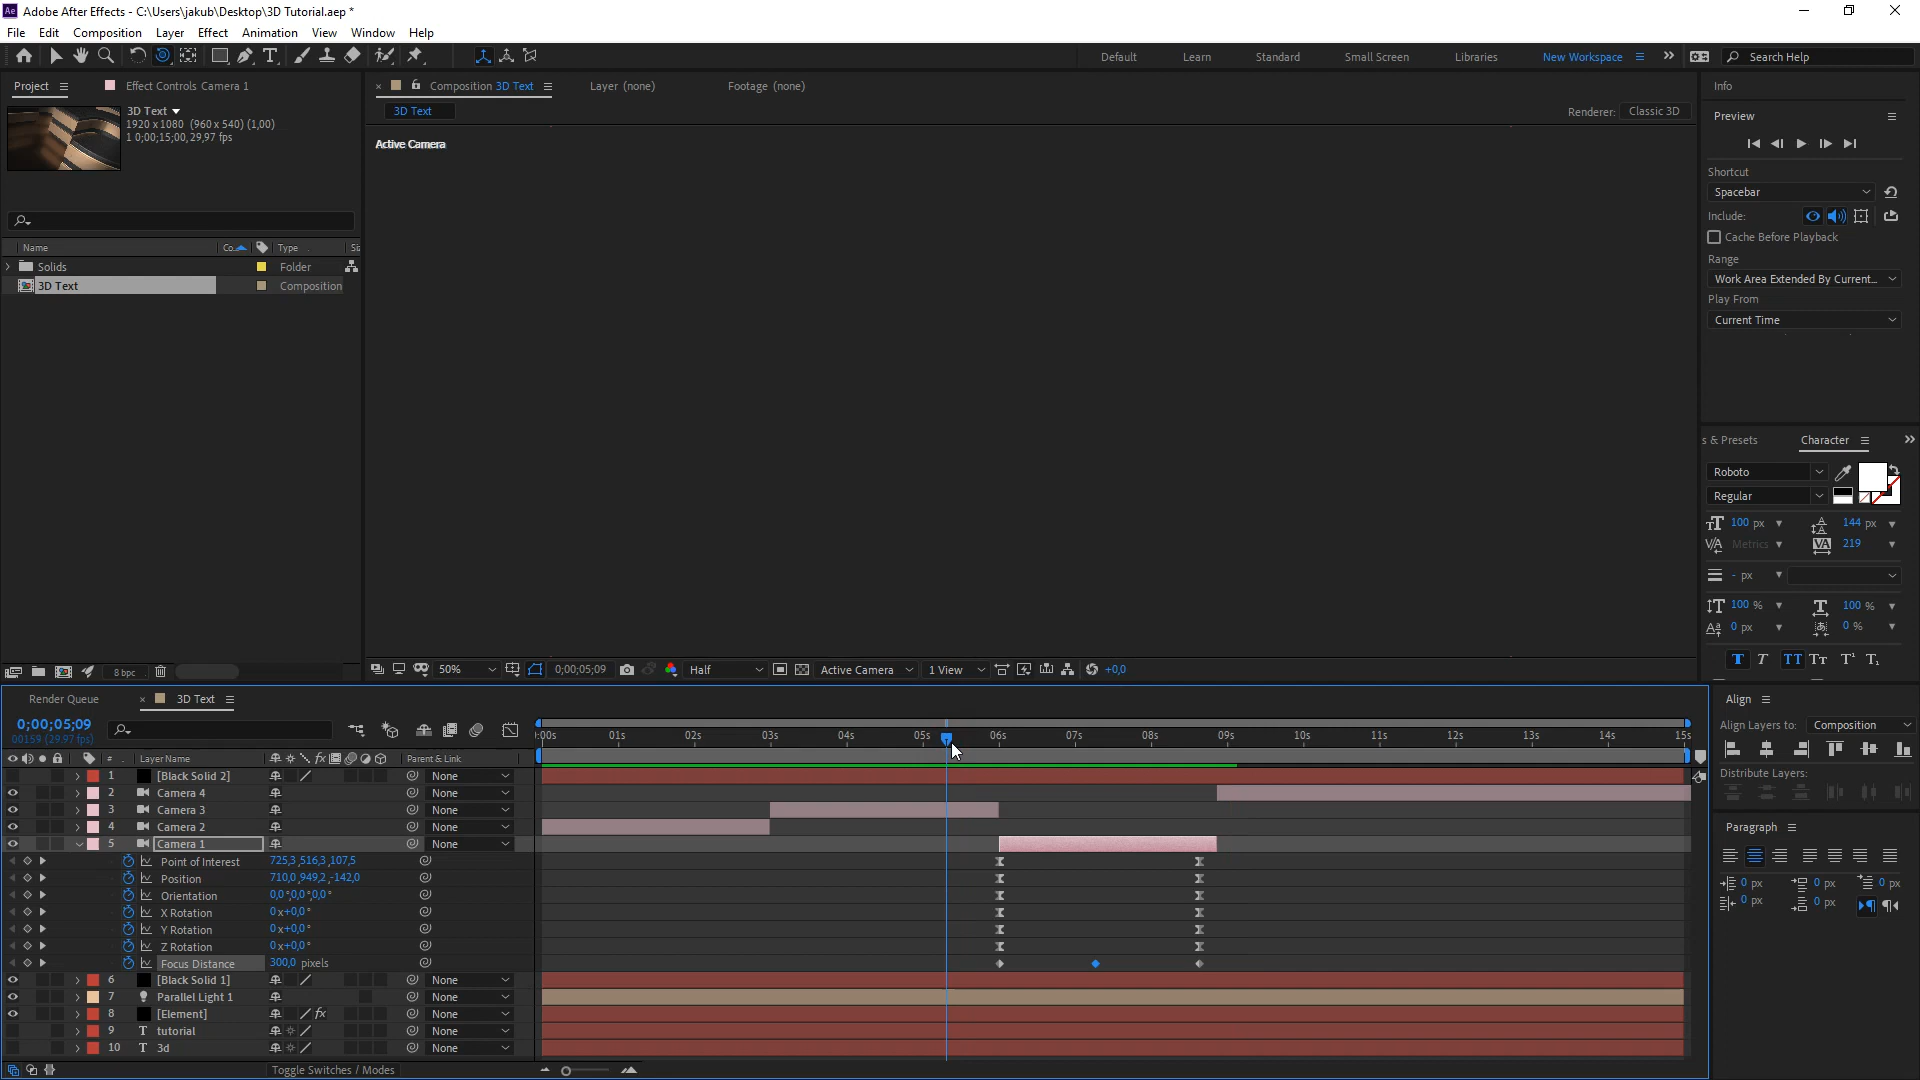 Adobe After Effects - C:\Users\jakub\Desktop\3D Tutorial.aep *
File Edit Composition Layer Effect Animation View Window Help
Default Learn Standard Small Screen Libraries New Workspace Search Help
Project Effect Controls Camera 1
Composition 3D Text Layer (none) Footage (none)
Info
3D Text
1920 x 1080 (960 x 540) (1,00)
1 0;00;15;00, 29,97 fps
3D Text
Renderer: Classic 3D
Active Camera
Preview
Shortcut
Spacebar
Include:
Cache Before Playback
Range
Work Area Extended By Current...
Play From
Current Time
Name Co... Type Si
Solids Folder
3D Text Composition
s & Presets Character
Roboto
Regular
100 px 144 px
Metrics 219
- px
100 % 100 %
0 px 0 %
8 bpc
50% 0;00;05;09 Half Active Camera 1 View +0,0
Render Queue 3D Text
0;00;05;09
00159 (29.97 fps)
:00s 01s 02s 03s 04s 05s 06s 07s 08s 09s 10s 11s 12s 13s 14s 15s
# Layer Name Parent & Link
1 [Black Solid 2] None
2 Camera 4 None
3 Camera 3 None
4 Camera 2 None
5 Camera 1 None
Point of Interest 725,3,516,3,107,5
Position 710,0,949,2,-142,0
Orientation 0,0°,0,0°,0,0°
X Rotation 0x+0,0°
Y Rotation 0x+0,0°
Z Rotation 0x+0,0°
Focus Distance 300,0 pixels
6 [Black Solid 1] None
7 Parallel Light 1 None
8 [Element] None
9 tutorial None
10 3d None
Toggle Switches / Modes
Align
Align Layers to: Composition
Distribute Layers:
Paragraph
0 px 0 px 0 px
0 px 0 px